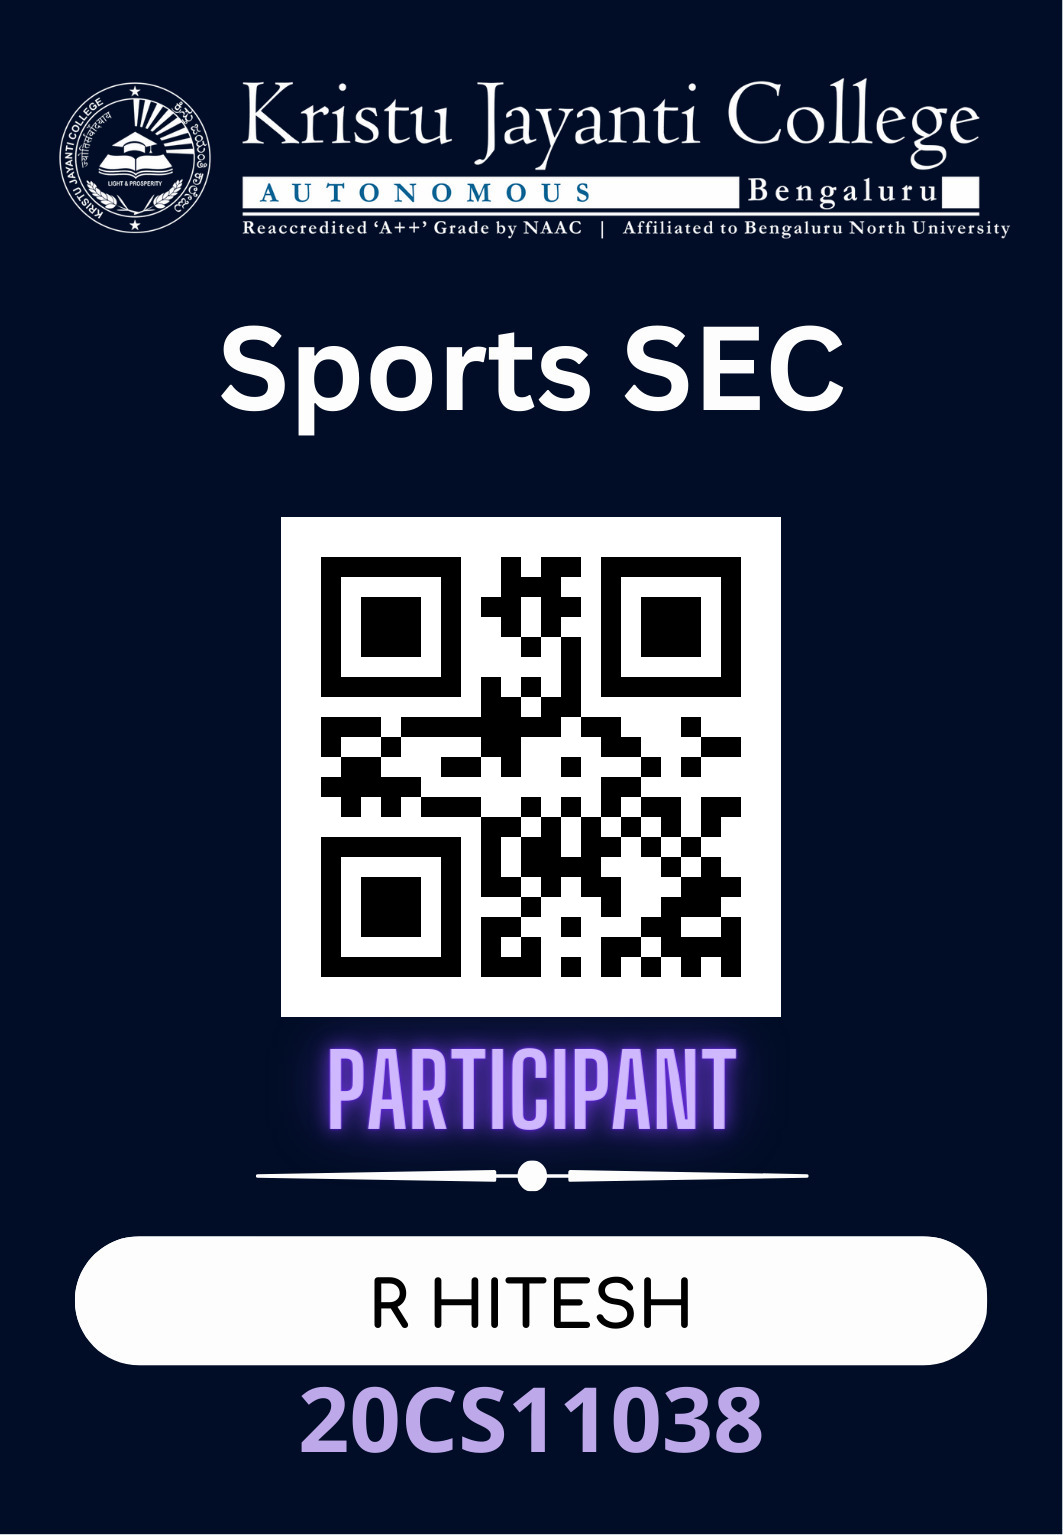 Kristu Jayanti College
AUTONOMOUS Bengaluru
Reaccredited ‘A++’ Grade by NAAC | Affiliated to Bengaluru North University
KRISTU JAYANTI COLLEGE
LIGHT & PROSPERITY
Sports SEC
PARTICIPANT
R HITESH
20CS11038